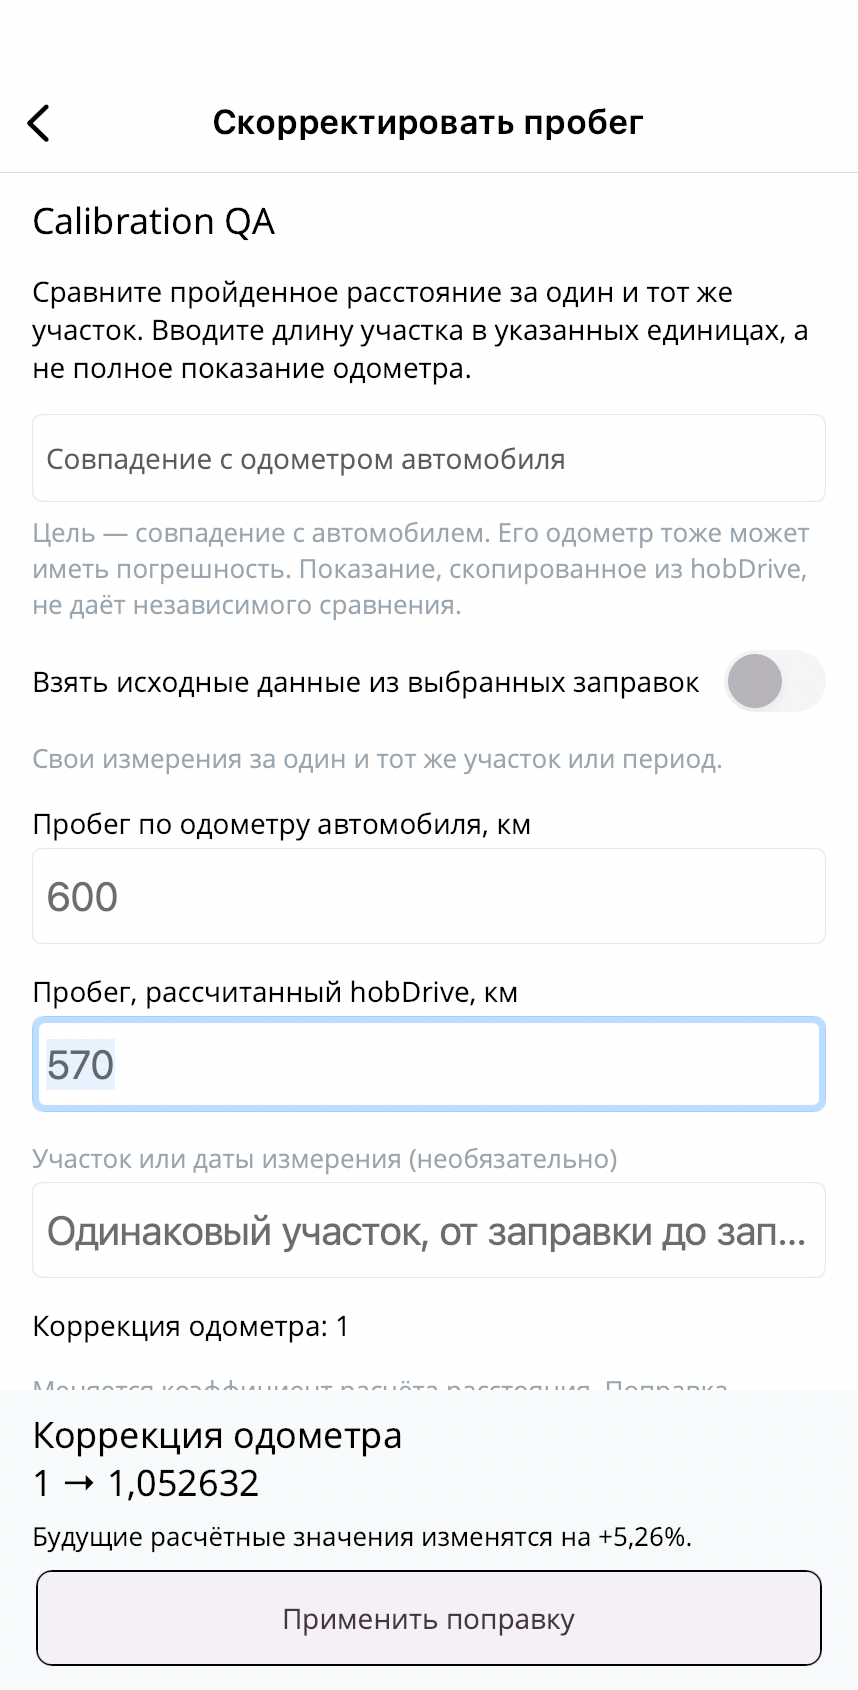 Скорректировать пробег
Calibration QA
Сравните пройденное расстояние за один и тот же
участок. Вводите длину участка в указанных единицах, а
не полное показание одометра.
Совпадение с одометром автомобиля
Цель — совпадение с автомобилем. Его одометр тоже может
иметь погрешность. Показание, скопированное из hobDrive,
не даёт независимого сравнения.
Взять исходные данные из выбранных заправок
Свои измерения за один и тот же участок или период.
Пробег по одометру автомобиля, км
600
Пробег, рассчитанный hobDrive, км
570
Участок или даты измерения (необязательно)
Одинаковый участок, от заправки до зап...
Коррекция одометра: 1
Меняется коэффициент расчёта расстояния. Поправка
Коррекция одометра
1 → 1,052632
Будущие расчётные значения изменятся на +5,26%.
Применить поправку